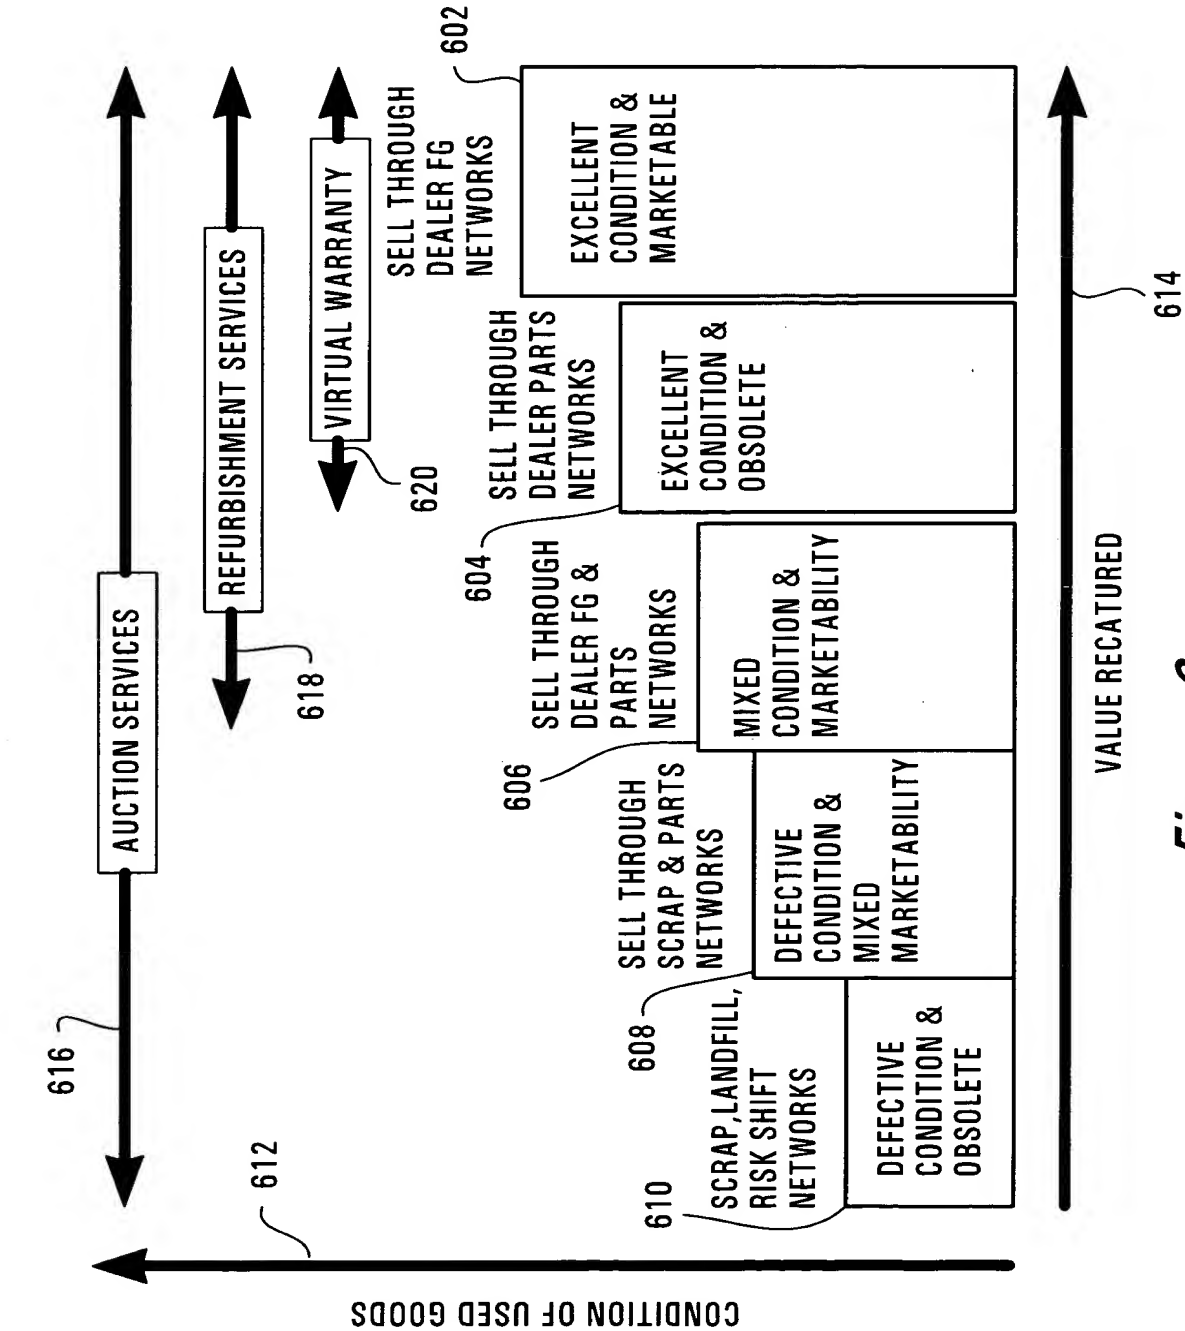 616
AUCTION SERVICES
REFURBISHMENT SERVICES
618
VIRTUAL WARRANTY
620
602
SELL THROUGH
DEALER FG
NETWORKS
EXCELLENT
CONDITION &
MARKETABLE
SELL THROUGH
DEALER PARTS
NETWORKS
604
EXCELLENT
CONDITION &
OBSOLETE
SELL THROUGH
DEALER FG &
PARTS
NETWORKS
606
MIXED
CONDITION &
MARKETABILITY
SELL THROUGH
SCRAP & PARTS
NETWORKS
608
DEFECTIVE
CONDITION &
MIXED
MARKETABILITY
SCRAP, LANDFILL,
RISK SHIFT
NETWORKS
610
DEFECTIVE
CONDITION &
OBSOLETE
612
CONDITION OF USED GOODS
614
VALUE RECATURED